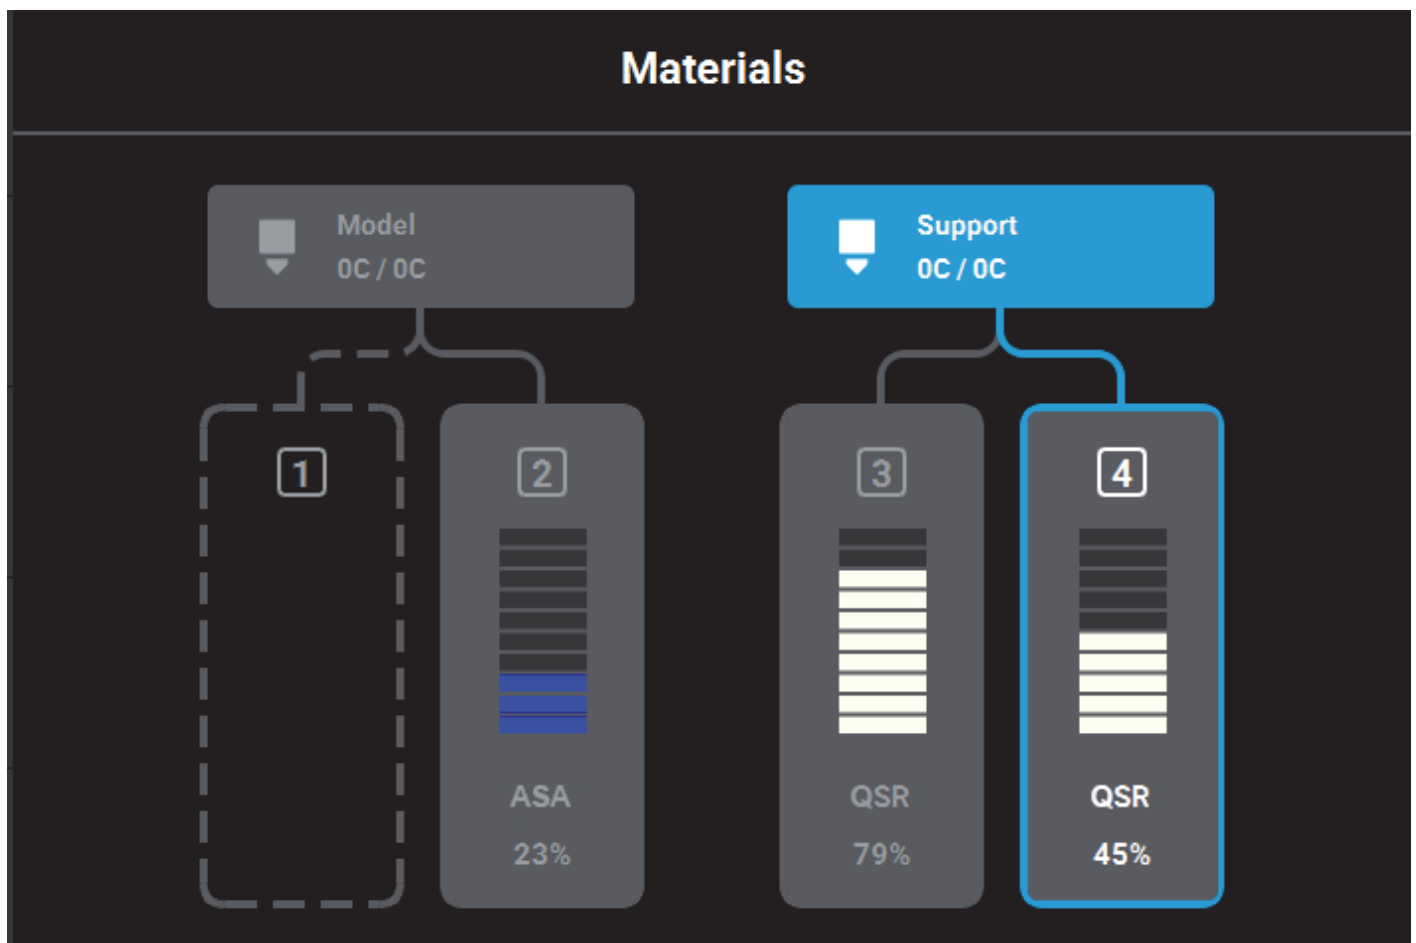 Materials
Model
0C / 0C
Support
0C / 0C
1
2
3
4
ASA
QSR
QSR
23%
79%
45%